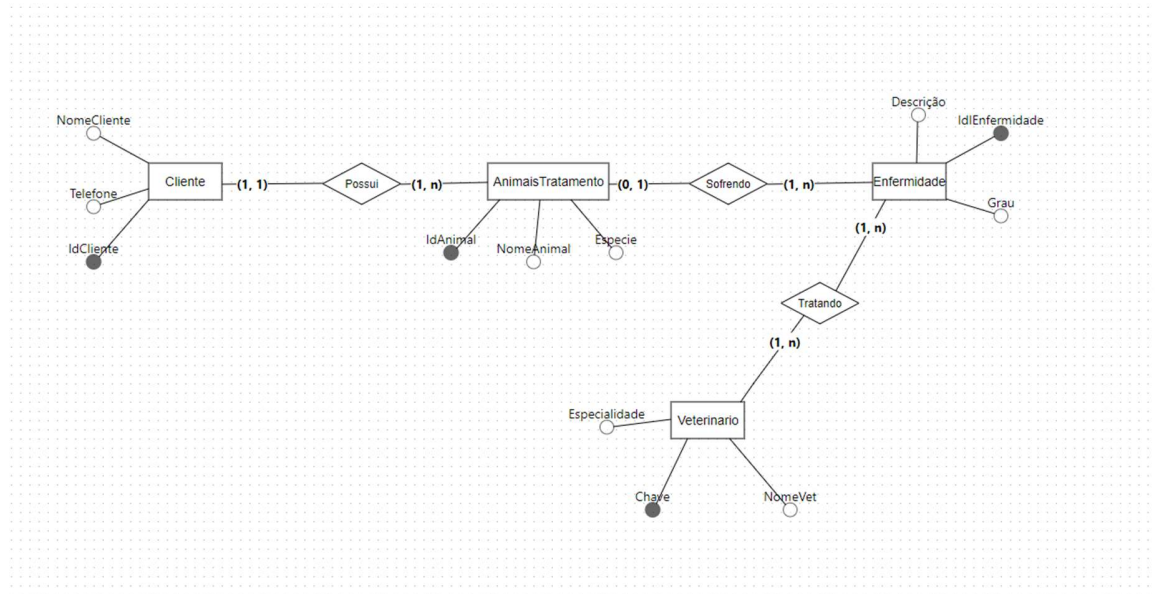 Descrição
NomeCliente
IdIEnfermidade
Cliente
(1, 1)
Possui
(1, n)
AnimaisTratamento
(0, 1)
Sofrendo
(1, n)
Enfermidade
Telefone
Grau
IdCliente
IdAnimal
NomeAnimal
Especie
(1, n)
Tratando
(1, n)
Especialidade
Veterinario
Chave
NomeVet